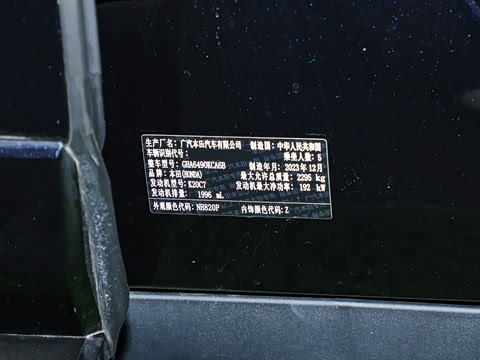 生产厂名：广汽本田汽车有限公司 制造国：中华人民共和国
车辆识别代号： 乘坐人数：5
整车型号：GHA6490KCA6B 制造年月：2023年12月
品牌：本田(HONDA) 最大允许总质量：2295 kg
发动机型号：K20C7 发动机最大净功率：192 kW
发动机排量：1996 mL
外观颜色代码：NH820P 内饰颜色代码：Z